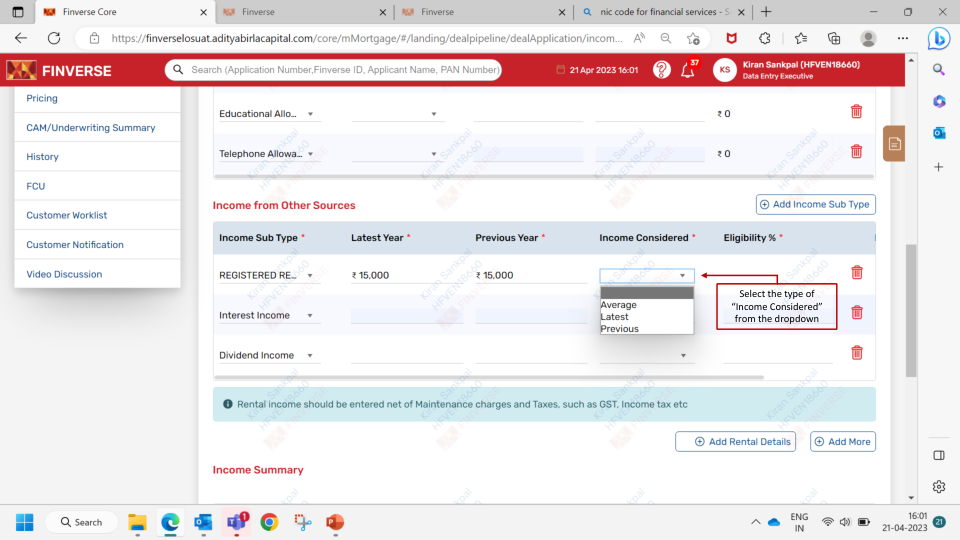 Finverse Core
Finverse
Finverse
nic code for financial services - S
https://finverselosuat.adityabirlacapital.com/core/mMortgage/#/landing/dealpipeline/dealApplication/incom...
FINVERSE
Search (Application Number,Finverse ID, Applicant Name, PAN Number)
21 Apr 2023 16:01
37
KS
Kiran Sankpal (HFVEN18660)
Data Entry Executive
Pricing
CAM/Underwriting Summary
History
FCU
Customer Worklist
Customer Notification
Video Discussion
Educational Allo...
₹ 0
Telephone Allowa...
₹ 0
Income from Other Sources
Add Income Sub Type
Income Sub Type * Latest Year * Previous Year * Income Considered * Eligibility % *
REGISTERED RE... ₹ 15,000 ₹ 15,000
Average
Latest
Previous
Select the type of
“Income Considered”
from the dropdown
Interest Income
Dividend Income
Rental income should be entered net of Maintenance charges and Taxes, such as GST, Income tax etc
Add Rental Details
Add More
Income Summary
Kiran Sankpal
HFVEN18660
FINVERSE
Search
1
ENG
IN
16:01
21-04-2023
21